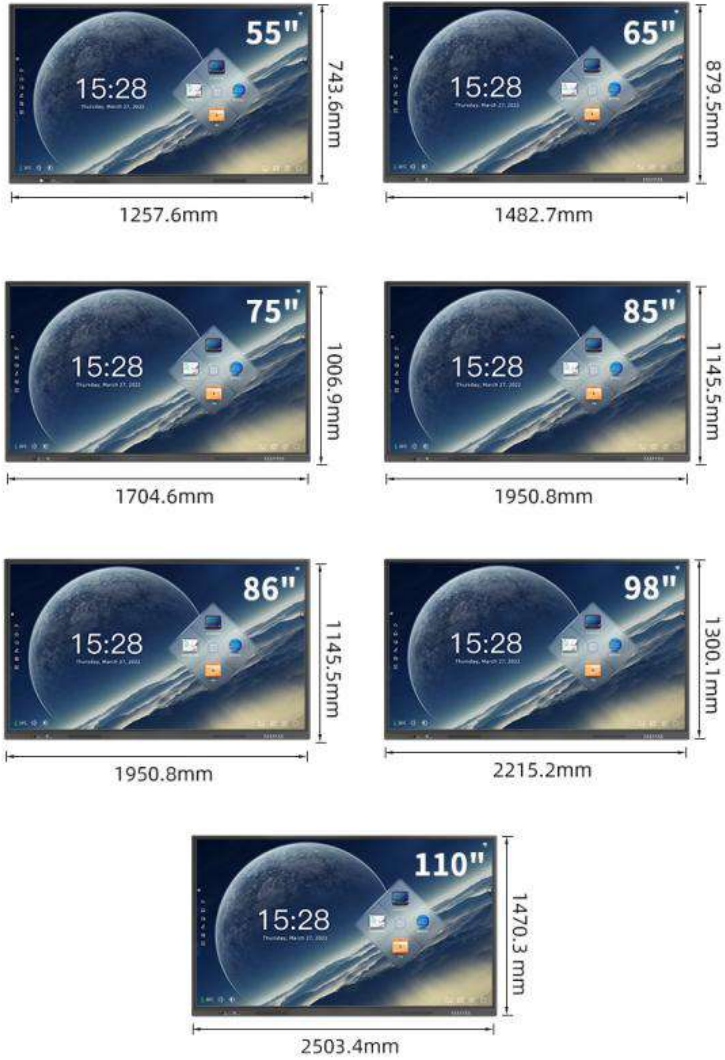 55"
15:28
Thursday, March 27, 2022
743.6mm
1257.6mm
65"
15:28
Thursday, March 27, 2022
879.5mm
1482.7mm
75"
15:28
Thursday, March 27, 2022
1006.9mm
1704.6mm
85"
15:28
Thursday, March 27, 2022
1145.5mm
1950.8mm
86"
15:28
Thursday, March 27, 2022
1145.5mm
1950.8mm
98"
15:28
Thursday, March 27, 2022
1300.1mm
2215.2mm
110"
15:28
Thursday, March 27, 2022
1470.3 mm
2503.4mm